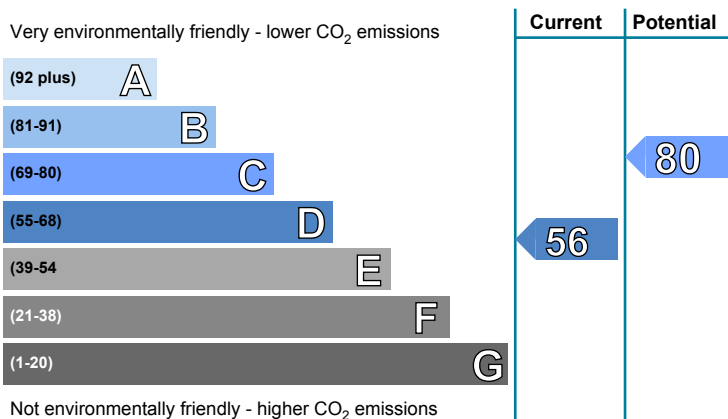 Current Potential
Very environmentally friendly - lower CO2 emissions
(92 plus) A
(81-91) B
(69-80) C
80
(55-68) D
56
(39-54 E
(21-38) F
(1-20) G
Not environmentally friendly - higher CO2 emissions